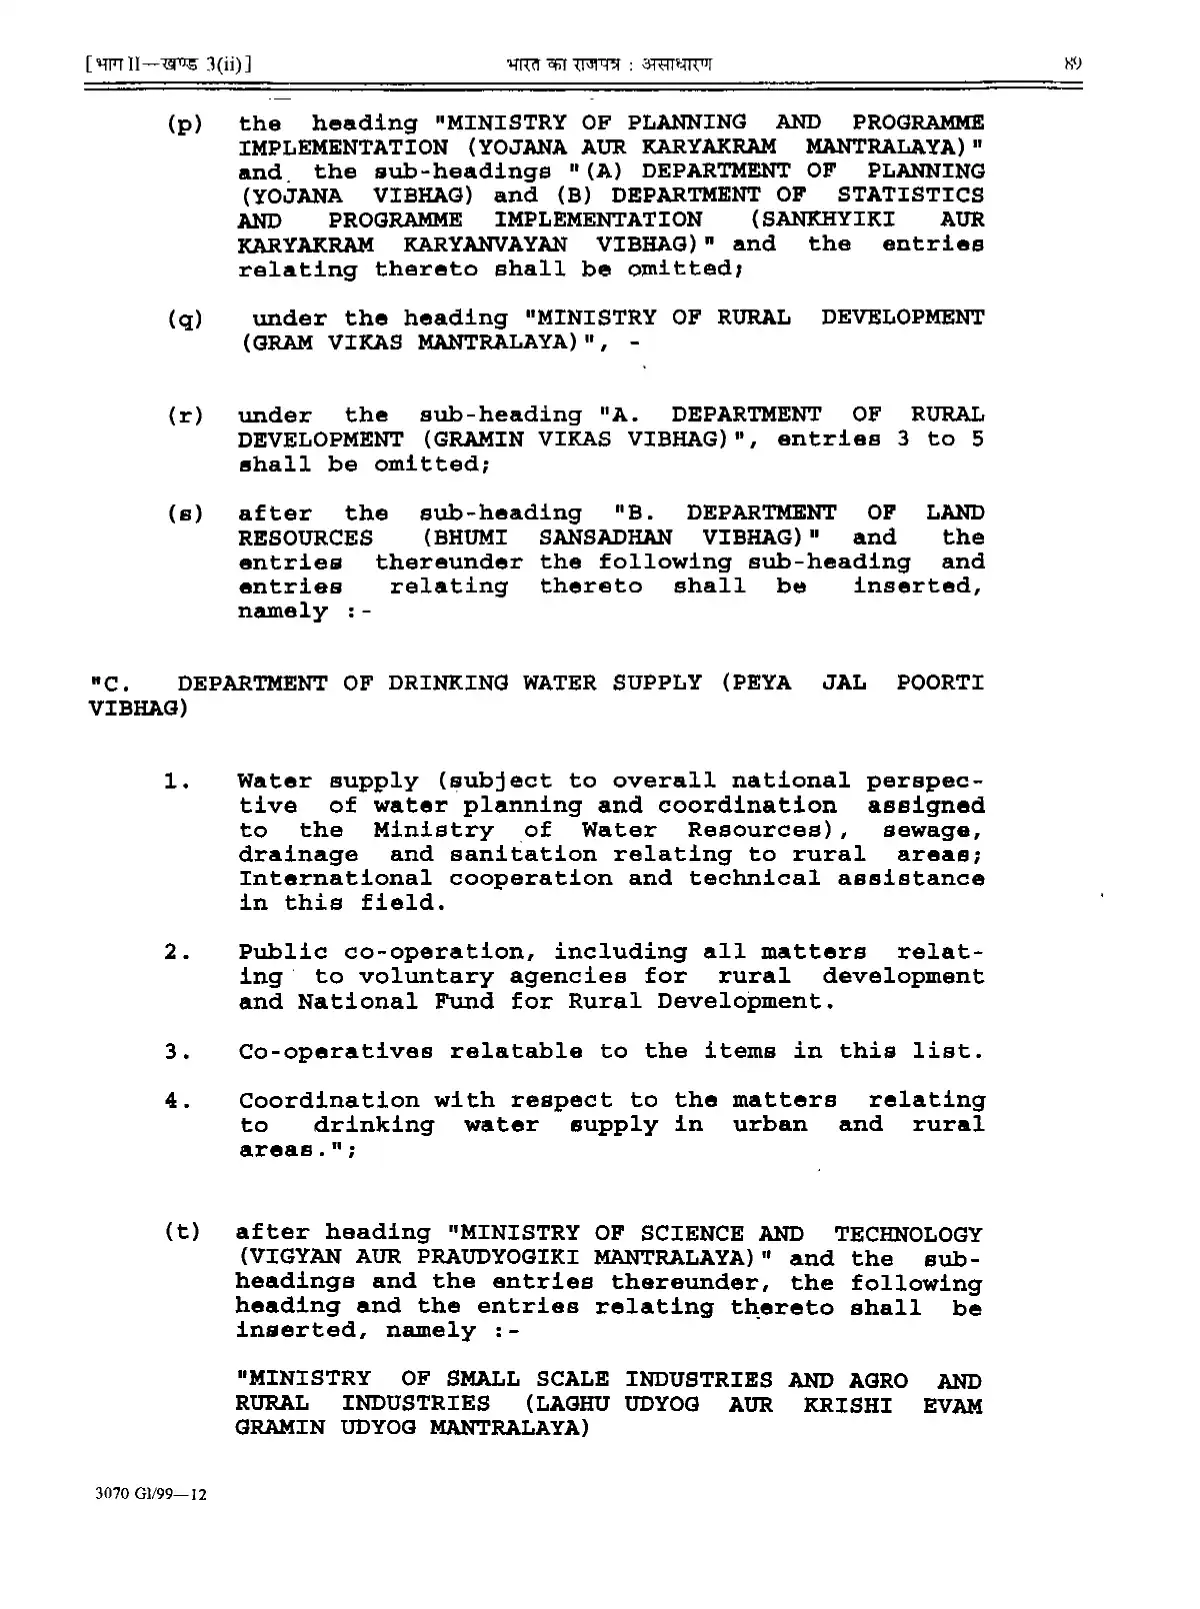 [ भाग II—खण्ड 3(ii) ] भारत का राजपत्र : असाधारण 89
(p) the heading "MINISTRY OF PLANNING AND PROGRAMME
IMPLEMENTATION (YOJANA AUR KARYAKRAM MANTRALAYA)"
and the sub-headings "(A) DEPARTMENT OF PLANNING
(YOJANA VIBHAG) and (B) DEPARTMENT OF STATISTICS
AND PROGRAMME IMPLEMENTATION (SANKHYIKI AUR
KARYAKRAM KARYANVAYAN VIBHAG)" and the entries
relating thereto shall be omitted;
(q) under the heading "MINISTRY OF RURAL DEVELOPMENT
(GRAM VIKAS MANTRALAYA)", -
(r) under the sub-heading "A. DEPARTMENT OF RURAL
DEVELOPMENT (GRAMIN VIKAS VIBHAG)", entries 3 to 5
shall be omitted;
(s) after the sub-heading "B. DEPARTMENT OF LAND
RESOURCES (BHUMI SANSADHAN VIBHAG)" and the
entries thereunder the following sub-heading and
entries relating thereto shall be inserted,
namely :-
"C. DEPARTMENT OF DRINKING WATER SUPPLY (PEYA JAL POORTI
VIBHAG)
1. Water supply (subject to overall national perspec-
tive of water planning and coordination assigned
to the Ministry of Water Resources), sewage,
drainage and sanitation relating to rural areas;
International cooperation and technical assistance
in this field.
2. Public co-operation, including all matters relat-
ing to voluntary agencies for rural development
and National Fund for Rural Development.
3. Co-operatives relatable to the items in this list.
4. Coordination with respect to the matters relating
to drinking water supply in urban and rural
areas.";
(t) after heading "MINISTRY OF SCIENCE AND TECHNOLOGY
(VIGYAN AUR PRAUDYOGIKI MANTRALAYA)" and the sub-
headings and the entries thereunder, the following
heading and the entries relating thereto shall be
inserted, namely :-
"MINISTRY OF SMALL SCALE INDUSTRIES AND AGRO AND
RURAL INDUSTRIES (LAGHU UDYOG AUR KRISHI EVAM
GRAMIN UDYOG MANTRALAYA)
3070 GI/99—12